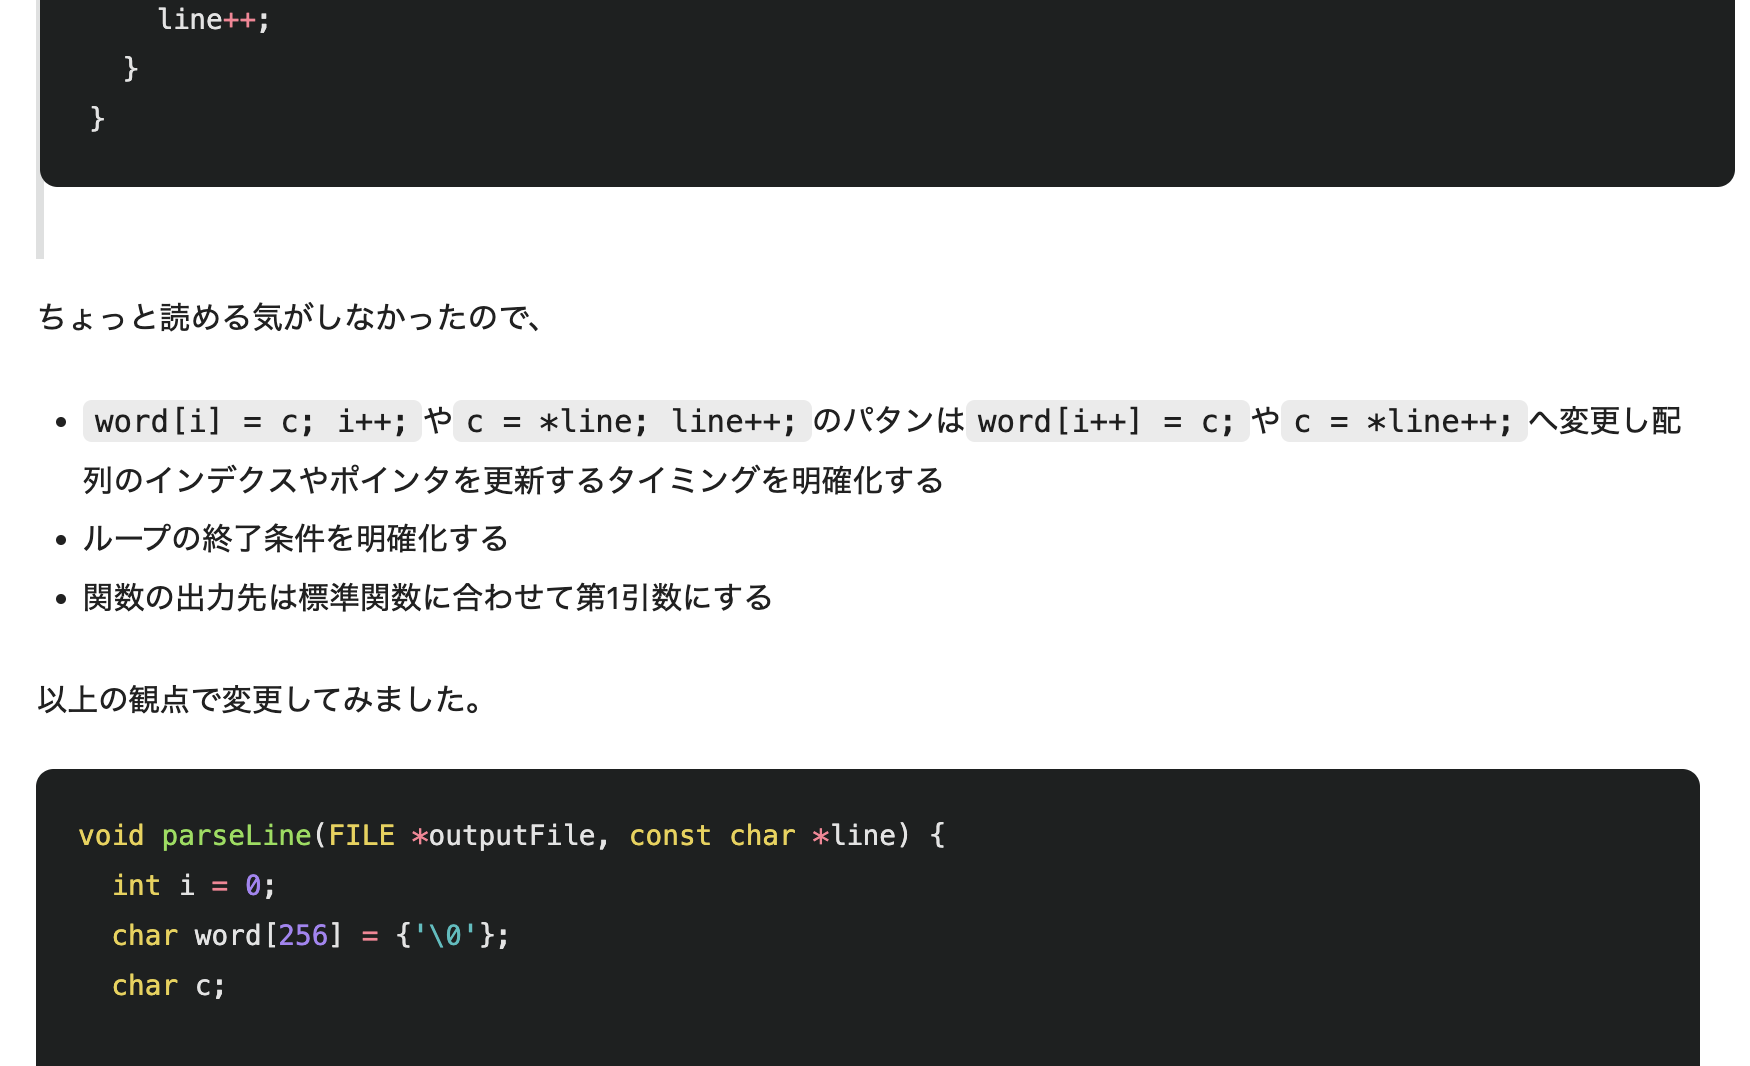 line++;
}
}
ちょっと読める気がしなかったので、
• word[i] = c; i++; や c = *line; line++; のパタンは word[i++] = c; や c = *line++; へ変更し配
列のインデクスやポインタを更新するタイミングを明確化する
• ループの終了条件を明確化する
• 関数の出力先は標準関数に合わせて第1引数にする
以上の観点で変更してみました。
void parseLine(FILE *outputFile, const char *line) {
int i = 0;
char word[256] = {'\0'};
char c;